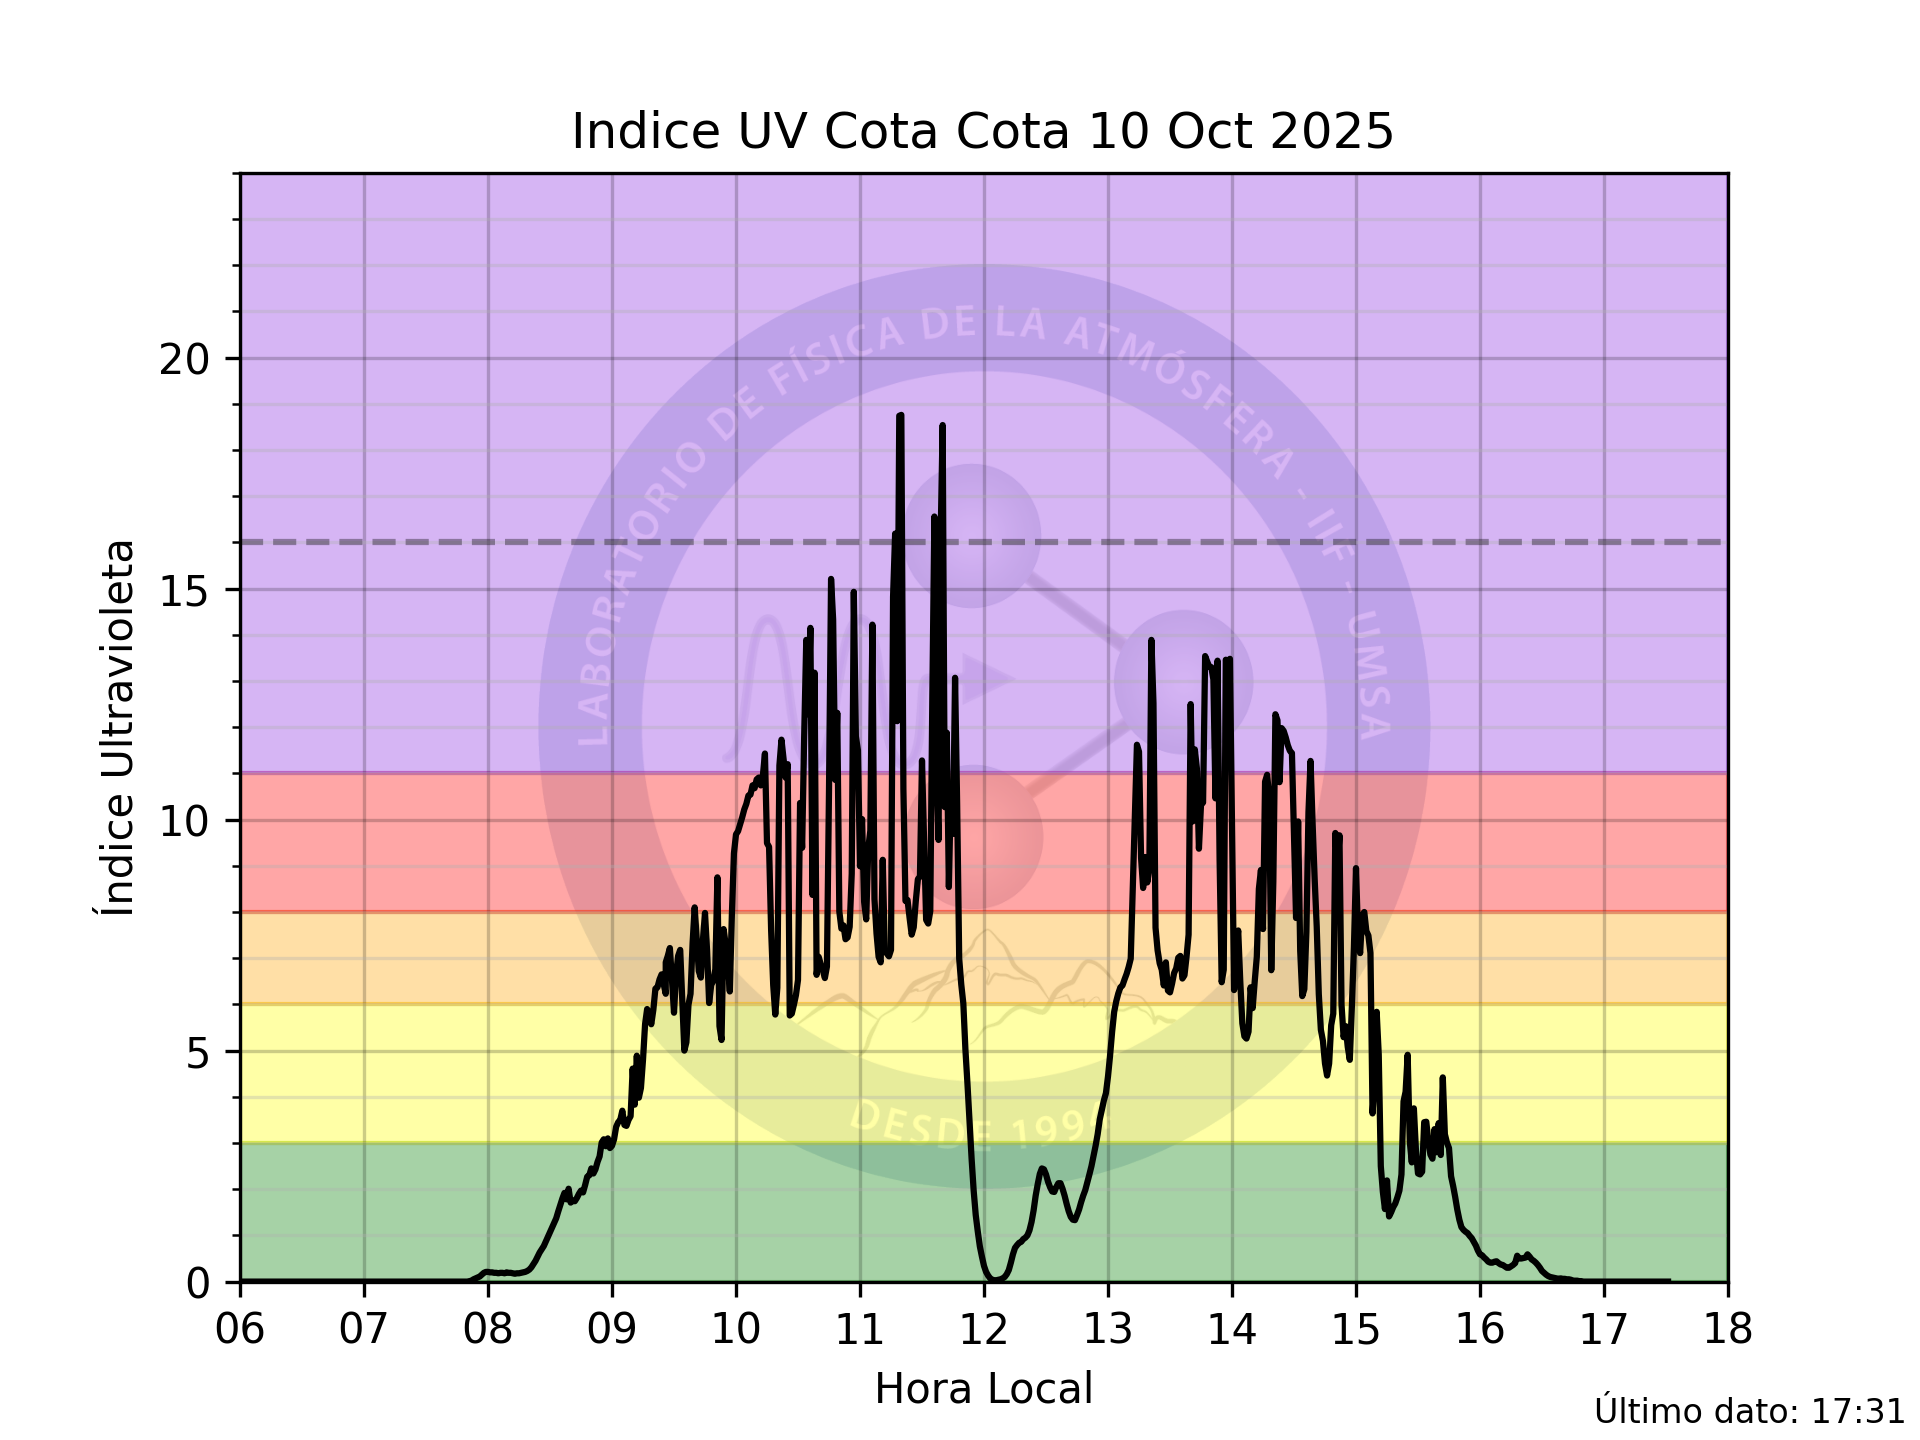 Indice UV Cota Cota 10 Oct 2025
Índice Ultravioleta
20
15
10
5
0
LABORATORIO DE FÍSICA DE LA ATMÓSFERA - IIF - UMSA
DESDE 1994
06 07 08 09 10 11 12 13 14 15 16 17 18
Hora Local
Último dato: 17:31